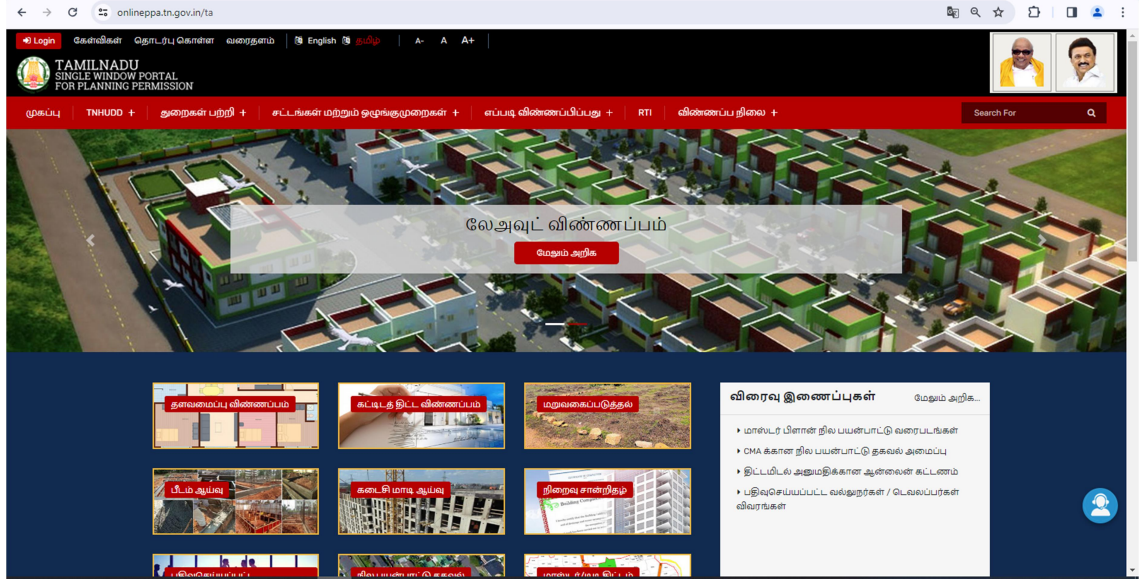 onlineppa.tn.gov.in/ta
Login கேள்விகள் தொடர்பு கொள்ள வரைதளம் English தமிழ் A- A A+
TAMILNADU
SINGLE WINDOW PORTAL
FOR PLANNING PERMISSION
முகப்பு TNHUDD + துறைகள் பற்றி + சட்டங்கள் மற்றும் ஒழுங்குமுறைகள் + எப்படி விண்ணப்பிப்பது + RTI விண்ணப்ப நிலை + Search For
லேஅவுட் விண்ணப்பம்
மேலும் அறிக
தளவமைப்பு விண்ணப்பம் கட்டிடத் திட்ட விண்ணப்பம் மறுவகைப்படுத்தல்
விரைவு இணைப்புகள் மேலும் அறிக...
மாஸ்டர் பிளான் நில பயன்பாட்டு வரைபடங்கள்
CMA க்கான நில பயன்பாட்டு தகவல் அமைப்பு
திட்டமிடல் அனுமதிக்கான ஆன்லைன் கட்டணம்
பதிவுசெய்யப்பட்ட வல்லுநர்கள் / டெவலப்பர்கள்
விவரங்கள்
பீடம் ஆய்வு கடைசி மாடி ஆய்வு நிறைவு சான்றிதழ்